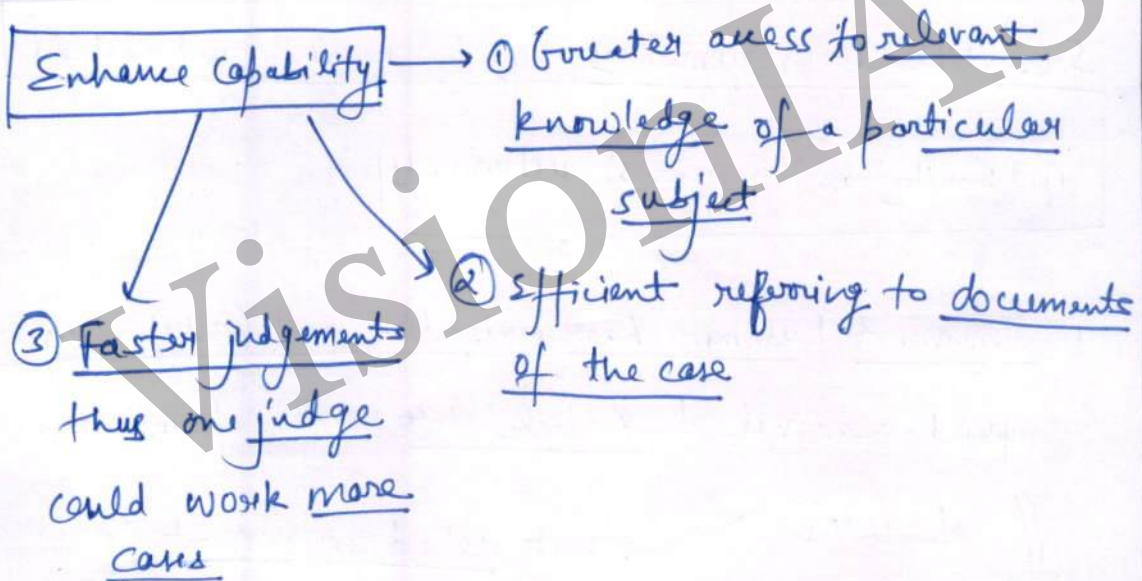 Enhance Capability → ① Greater access to relevant
knowledge of a particular
subject
② Efficient referring to documents
of the case
③ Faster judgements
thus one judge
could work more
cases
VisionIAS